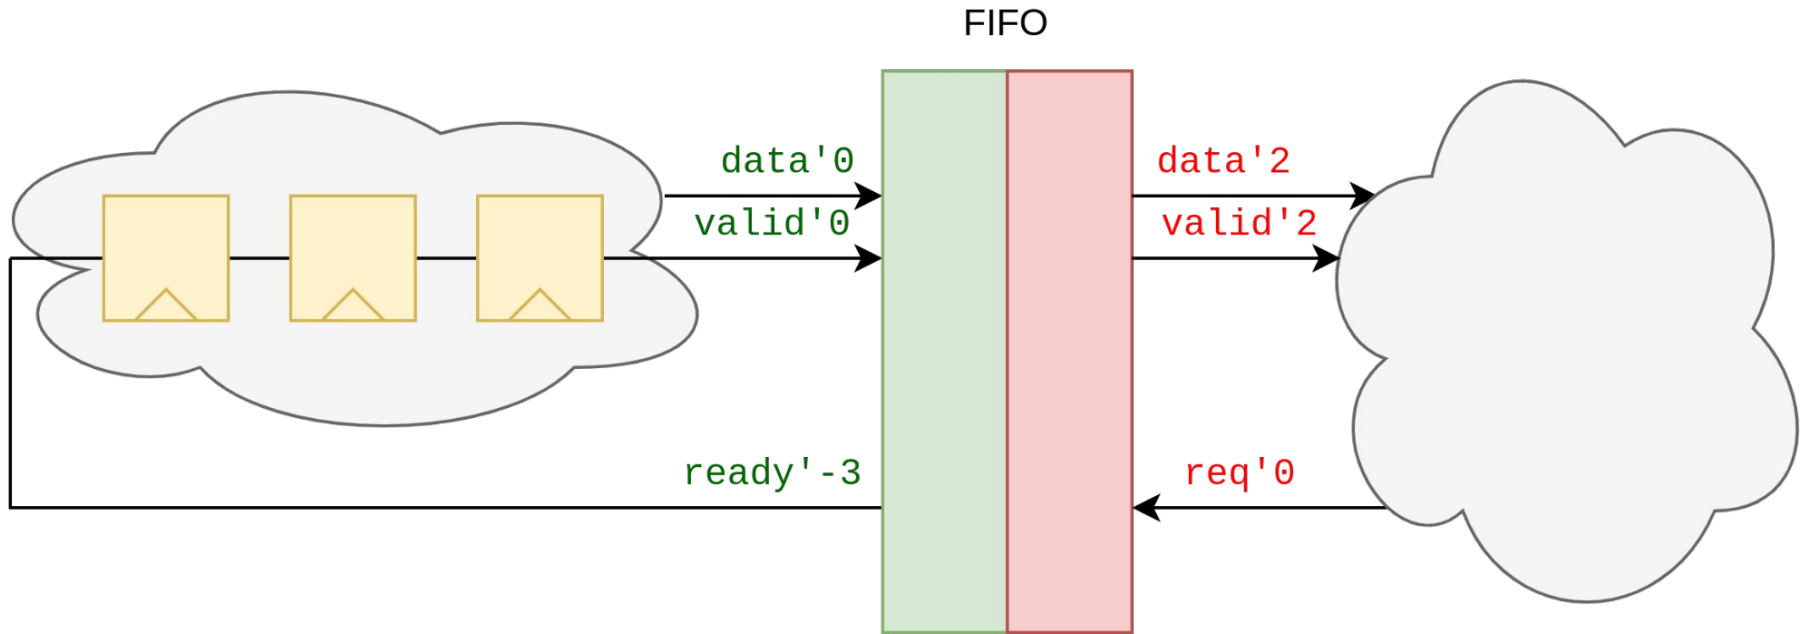 FIFO
data'0
valid'0
ready'-3
data'2
valid'2
req'0